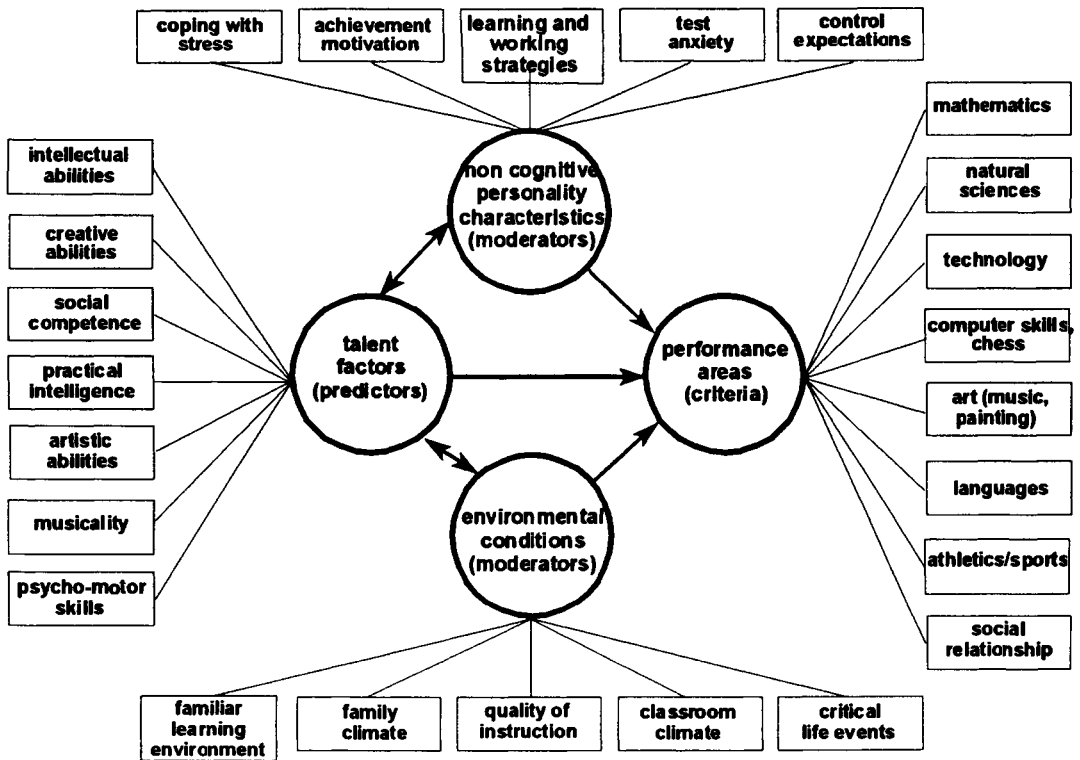 coping with
stress
achievement
motivation
learning and
working
strategies
test
anxiety
control
expectations
non cognitive
personality
characteristics
(moderators)
intellectual
abilities
creative
abilities
social
competence
practical
intelligence
artistic
abilities
musicality
psycho-motor
skills
talent
factors
(predictors)
performance
areas
(criteria)
mathematics
natural
sciences
technology
computer skills,
chess
art (music,
painting)
languages
athletics/sports
social
relationship
environmental
conditions
(moderators)
familiar
learning
environment
family
climate
quality of
instruction
classroom
climate
critical
life events